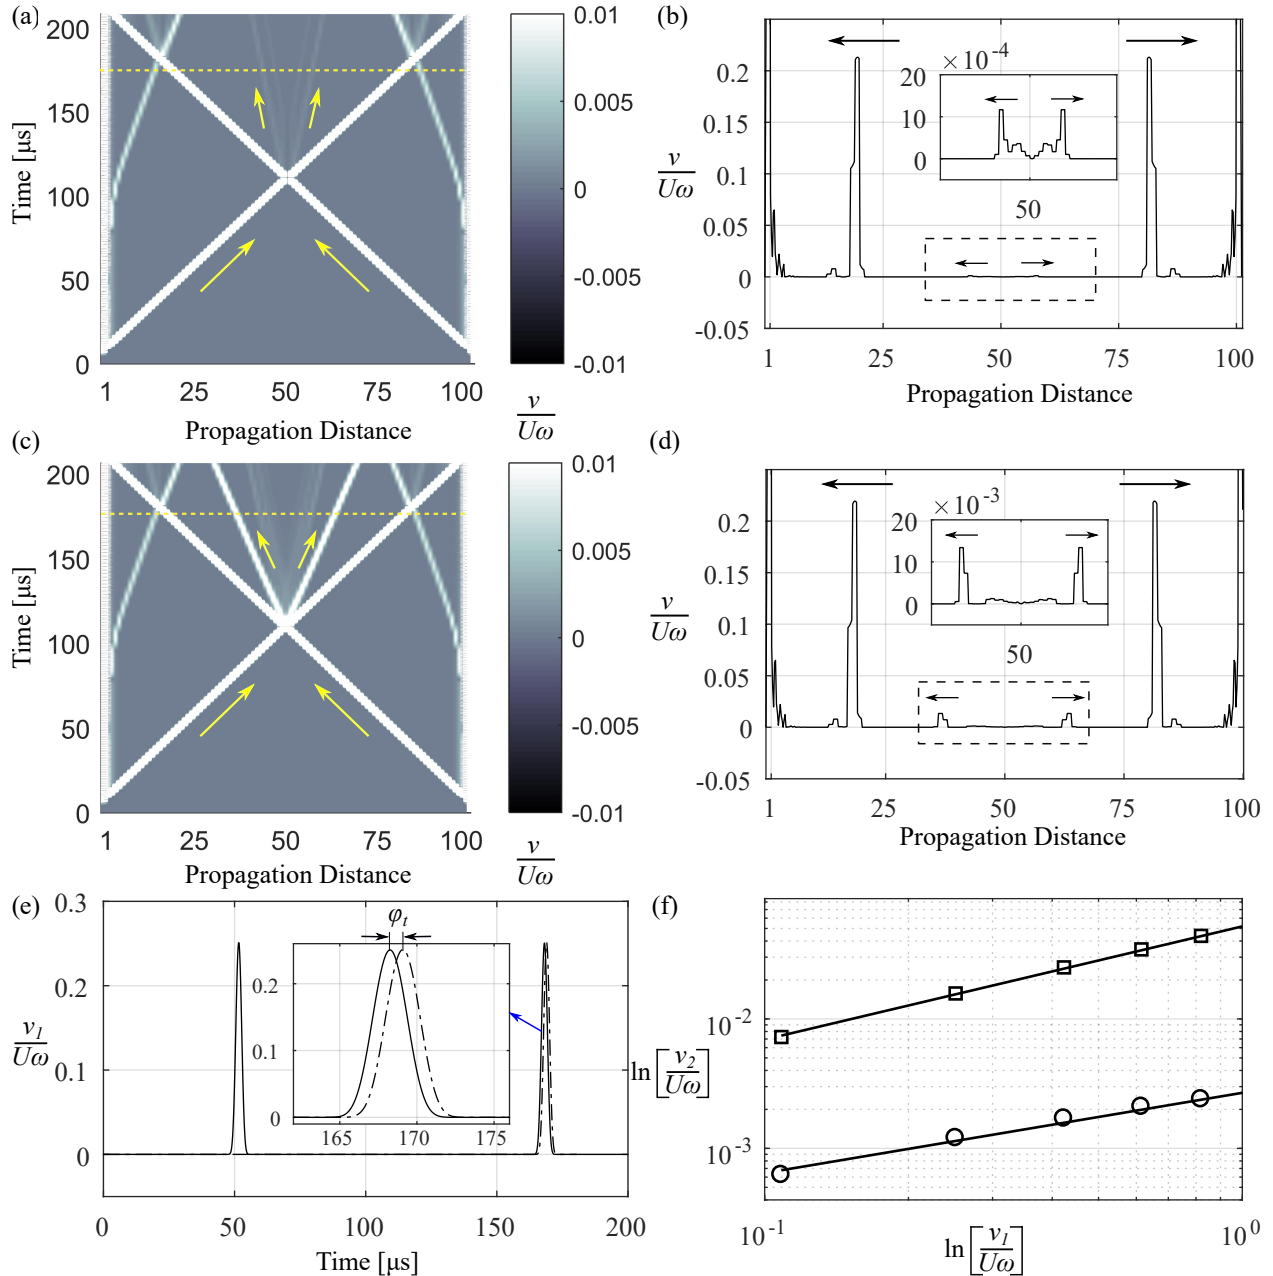 (a)
200
150
100
50
0
Time [μs]
1 25 50 75 100
Propagation Distance
0.01
0.005
0
-0.005
-0.01
v
Uω
(b)
0.2
0.15
0.1
0.05
0
-0.05
v
Uω
×10-4
20
10
0
50
1 25 50 75 100
Propagation Distance
(c)
200
150
100
50
0
Time [μs]
1 25 50 75 100
Propagation Distance
0.01
0.005
0
-0.005
-0.01
v
Uω
(d)
0.2
0.15
0.1
0.05
0
-0.05
v
Uω
×10-3
20
10
0
50
1 25 50 75 100
Propagation Distance
(e)
0.3
0.2
0.1
0
v1
Uω
φt
0.2
0.1
0
165 170 175
0 50 100 150 200
Time [μs]
(f)
ln[v2
Uω]
10-2
10-3
10-1 100
ln[v1
Uω]